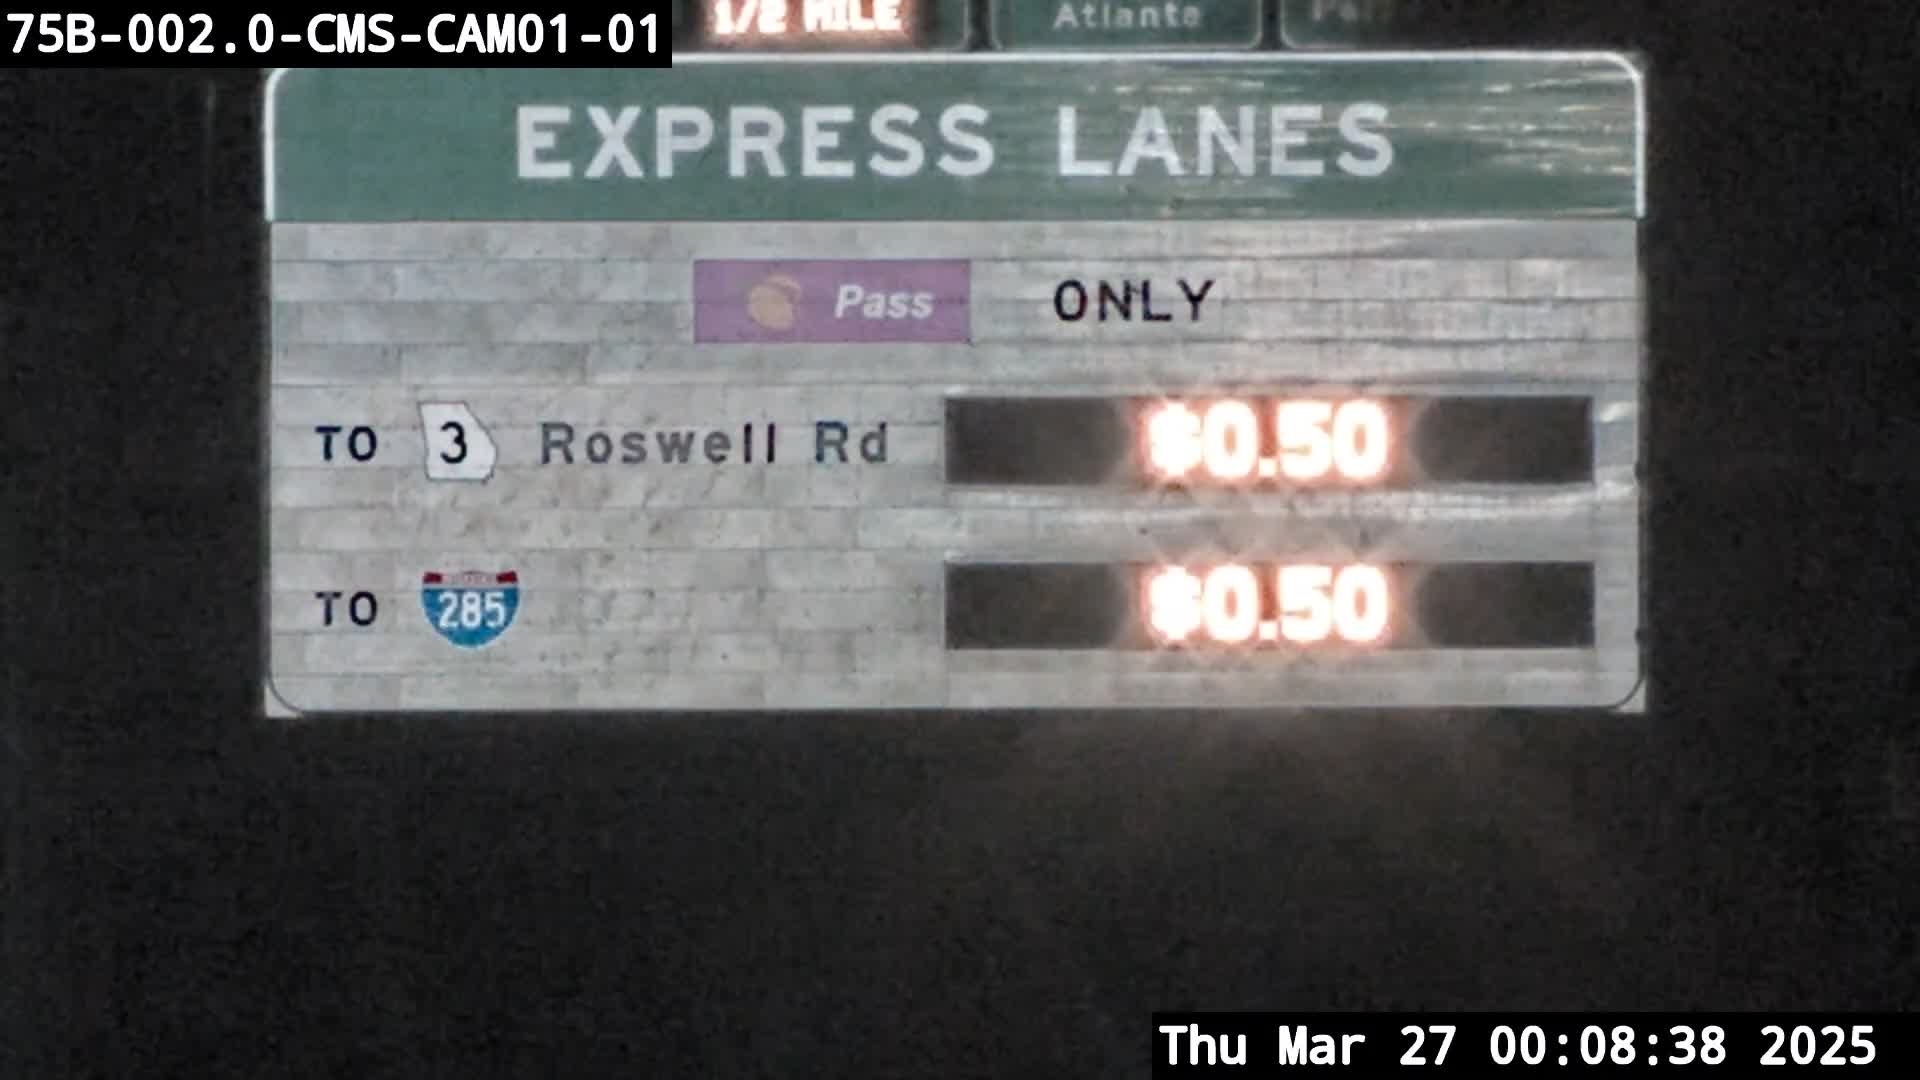 75B-002.0-CMS-CAM01-01
1/2 MILE
Atlanta
EXPRESS LANES
Pass ONLY
TO 3 Roswell Rd $0.50
TO 285 $0.50
Thu Mar 27 00:08:38 2025